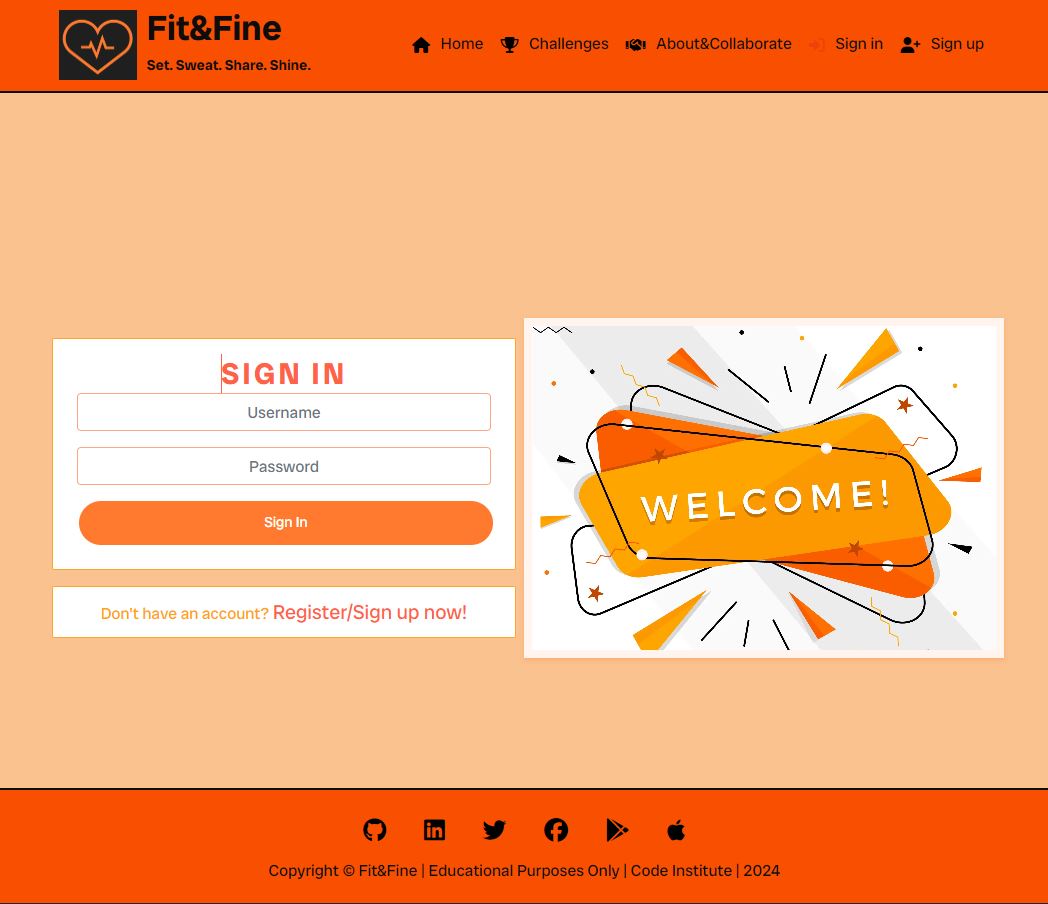 Fit&Fine
Set. Sweat. Share. Shine.
Home Challenges About&Collaborate Sign in Sign up
SIGN IN
Username
Password
Sign In
Don't have an account? Register/Sign up now!
WELCOME!
Copyright © Fit&Fine | Educational Purposes Only | Code Institute | 2024